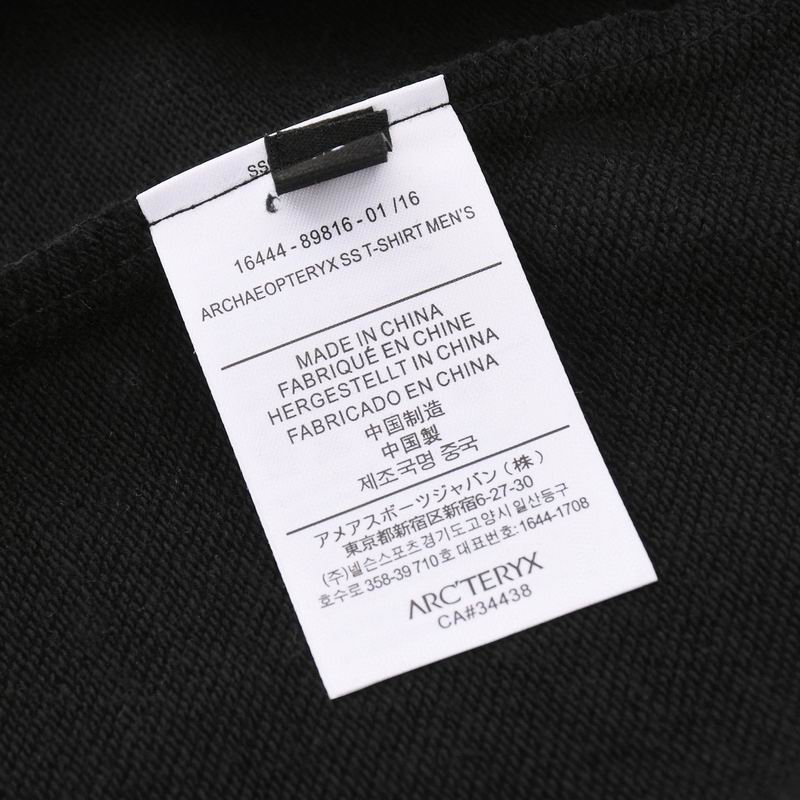 SS
16444 - 89816 - 01 /16
ARCHAEOPTERYX SS T-SHIRT MEN'S
MADE IN CHINA
FABRIQUÉ EN CHINE
HERGESTELLT IN CHINA
FABRICADO EN CHINA
中国制造
中国製
제조국명 중국
アメアスポーツジャパン (株)
東京都新宿区新宿6-27-30
(주)넬슨스포츠경기도고양시 일산동구
호수로 358-39 710 호 대표번호: 1644-1708
ARC'TERYX
CA#34438